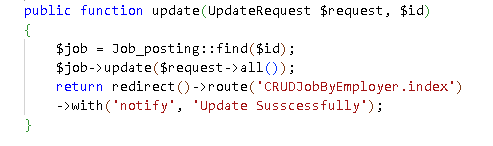 public function update(UpdateRequest $request, $id)
{
    $job = Job_posting::find($id);
    $job->update($request->all());
    return redirect()->route('CRUDJobByEmployer.index')
    ->with('notify', 'Update Susscessfully');
}